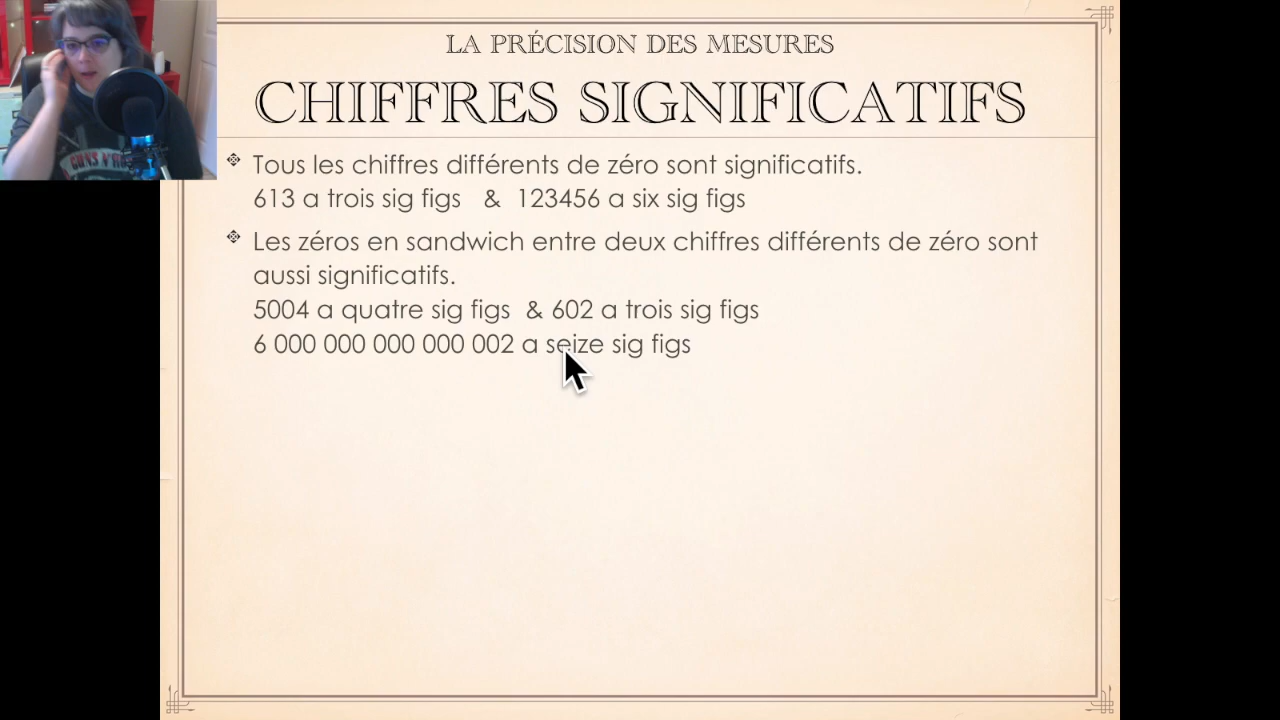 LA PRÉCISION DES MESURES
CHIFFRES SIGNIFICATIFS
Tous les chiffres différents de zéro sont significatifs.
613 a trois sig figs & 123456 a six sig figs
Les zéros en sandwich entre deux chiffres différents de zéro sont
aussi significatifs.
5004 a quatre sig figs & 602 a trois sig figs
6 000 000 000 000 002 a seize sig figs